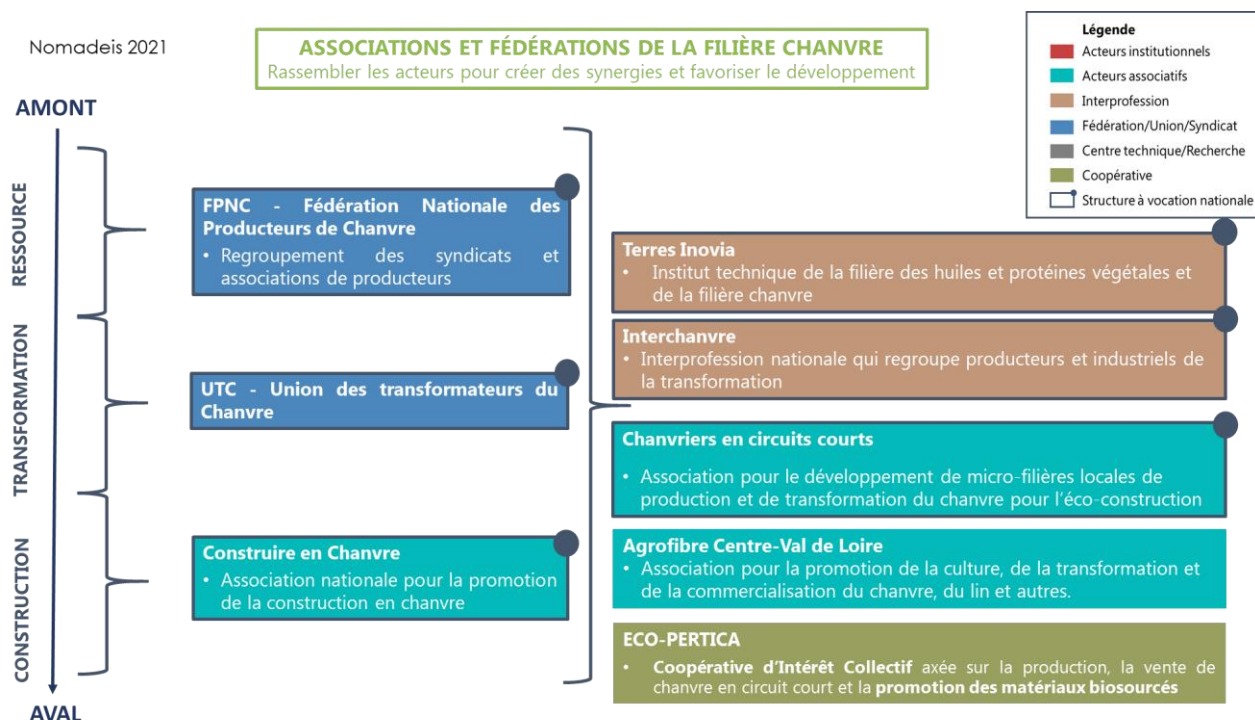 Nomadeis 2021
ASSOCIATIONS ET FÉDÉRATIONS DE LA FILIÈRE CHANVRE
Rassembler les acteurs pour créer des synergies et favoriser le développement
Légende
Acteurs institutionnels
Acteurs associatifs
Interprofession
Fédération/Union/Syndicat
Centre technique/Recherche
Coopérative
Structure à vocation nationale
AMONT
RESSOURCE
TRANSFORMATION
CONSTRUCTION
AVAL
FPNC - Fédération Nationale des
Producteurs de Chanvre
• Regroupement des syndicats et
associations de producteurs
UTC - Union des transformateurs du
Chanvre
Construire en Chanvre
• Association nationale pour la promotion
de la construction en chanvre
Terres Inovia
• Institut technique de la filière des huiles et protéines végétales et
de la filière chanvre
Interchanvre
• Interprofession nationale qui regroupe producteurs et industriels de
la transformation
Chanvriers en circuits courts
• Association pour le développement de micro-filières locales de
production et de transformation du chanvre pour l'éco-construction
Agrofibre Centre-Val de Loire
• Association pour la promotion de la culture, de la transformation et
de la commercialisation du chanvre, du lin et autres.
ECO-PERTICA
• Coopérative d'Intérêt Collectif axée sur la production, la vente de
chanvre en circuit court et la promotion des matériaux biosourcés